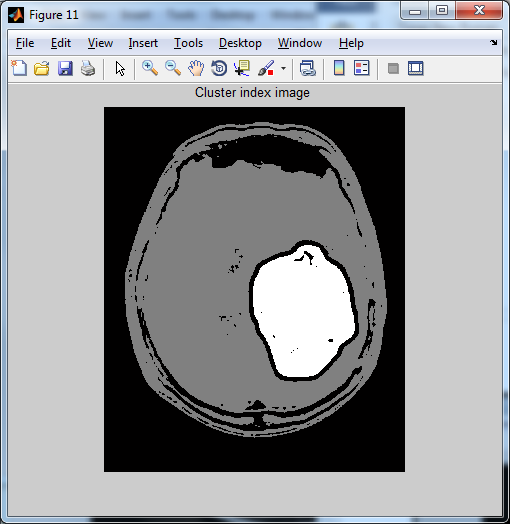 Figure 11
File Edit View Insert Tools Desktop Window Help
Cluster index image